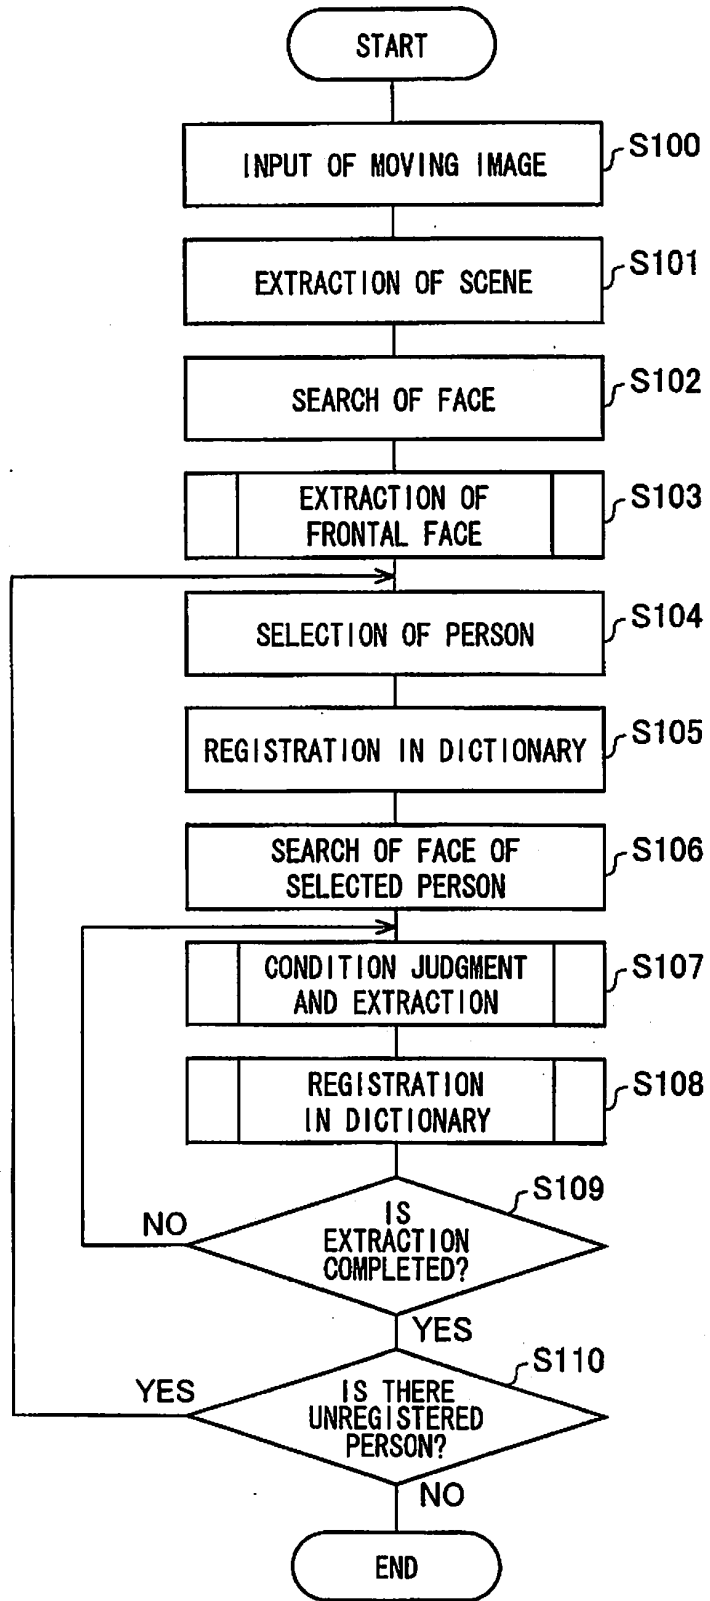 START
INPUT OF MOVING IMAGE
S100
EXTRACTION OF SCENE
S101
SEARCH OF FACE
S102
EXTRACTION OF
FRONTAL FACE
S103
SELECTION OF PERSON
S104
REGISTRATION IN DICTIONARY
S105
SEARCH OF FACE OF
SELECTED PERSON
S106
CONDITION JUDGMENT
AND EXTRACTION
S107
REGISTRATION
IN DICTIONARY
S108
IS
EXTRACTION
COMPLETED?
S109
NO
YES
IS THERE
UNREGISTERED
PERSON?
S110
YES
NO
END